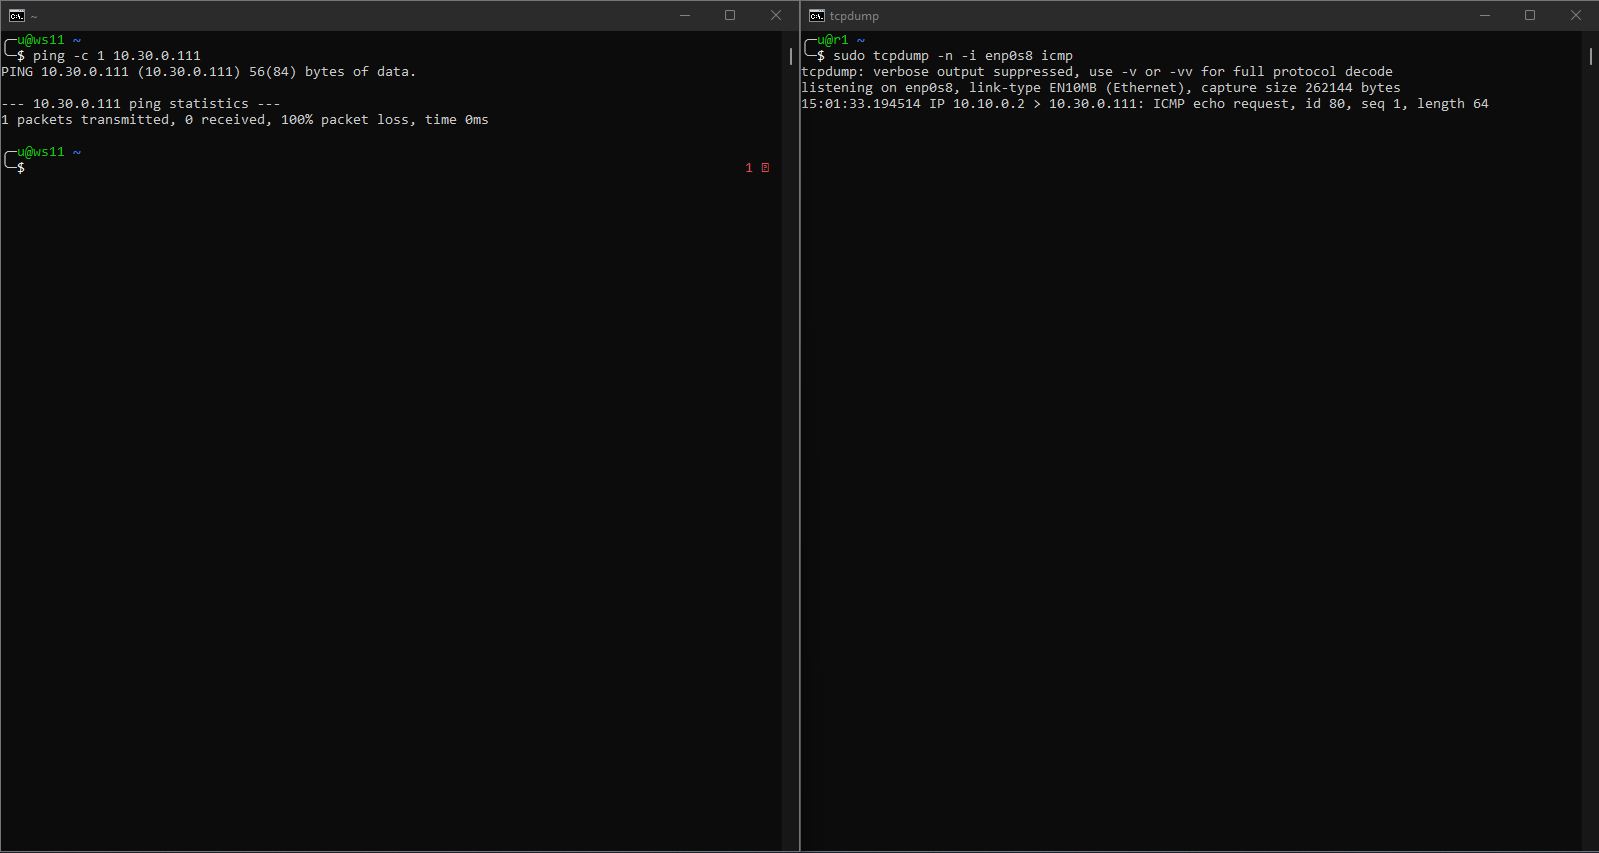 ~
u@ws11 ~
$ ping -c 1 10.30.0.111
PING 10.30.0.111 (10.30.0.111) 56(84) bytes of data.
--- 10.30.0.111 ping statistics ---
1 packets transmitted, 0 received, 100% packet loss, time 0ms
u@ws11 ~
$ 1
tcpdump
u@r1 ~
$ sudo tcpdump -n -i enp0s8 icmp
tcpdump: verbose output suppressed, use -v or -vv for full protocol decode
listening on enp0s8, link-type EN10MB (Ethernet), capture size 262144 bytes
15:01:33.194514 IP 10.10.0.2 > 10.30.0.111: ICMP echo request, id 80, seq 1, length 64